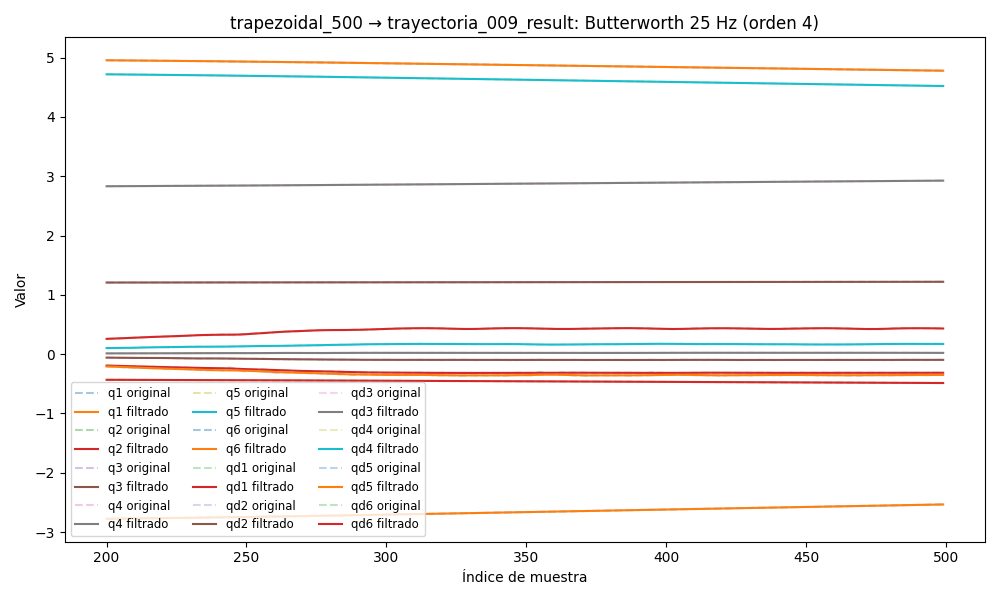 trapezoidal_500 → trayectoria_009_result: Butterworth 25 Hz (orden 4)
Valor
5
4
3
2
1
0
−1
−2
−3
q1 original
q1 filtrado
q2 original
q2 filtrado
q3 original
q3 filtrado
q4 original
q4 filtrado
q5 original
q5 filtrado
q6 original
q6 filtrado
qd1 original
qd1 filtrado
qd2 original
qd2 filtrado
qd3 original
qd3 filtrado
qd4 original
qd4 filtrado
qd5 original
qd5 filtrado
qd6 original
qd6 filtrado
200 250 300 350 400 450 500
Índice de muestra